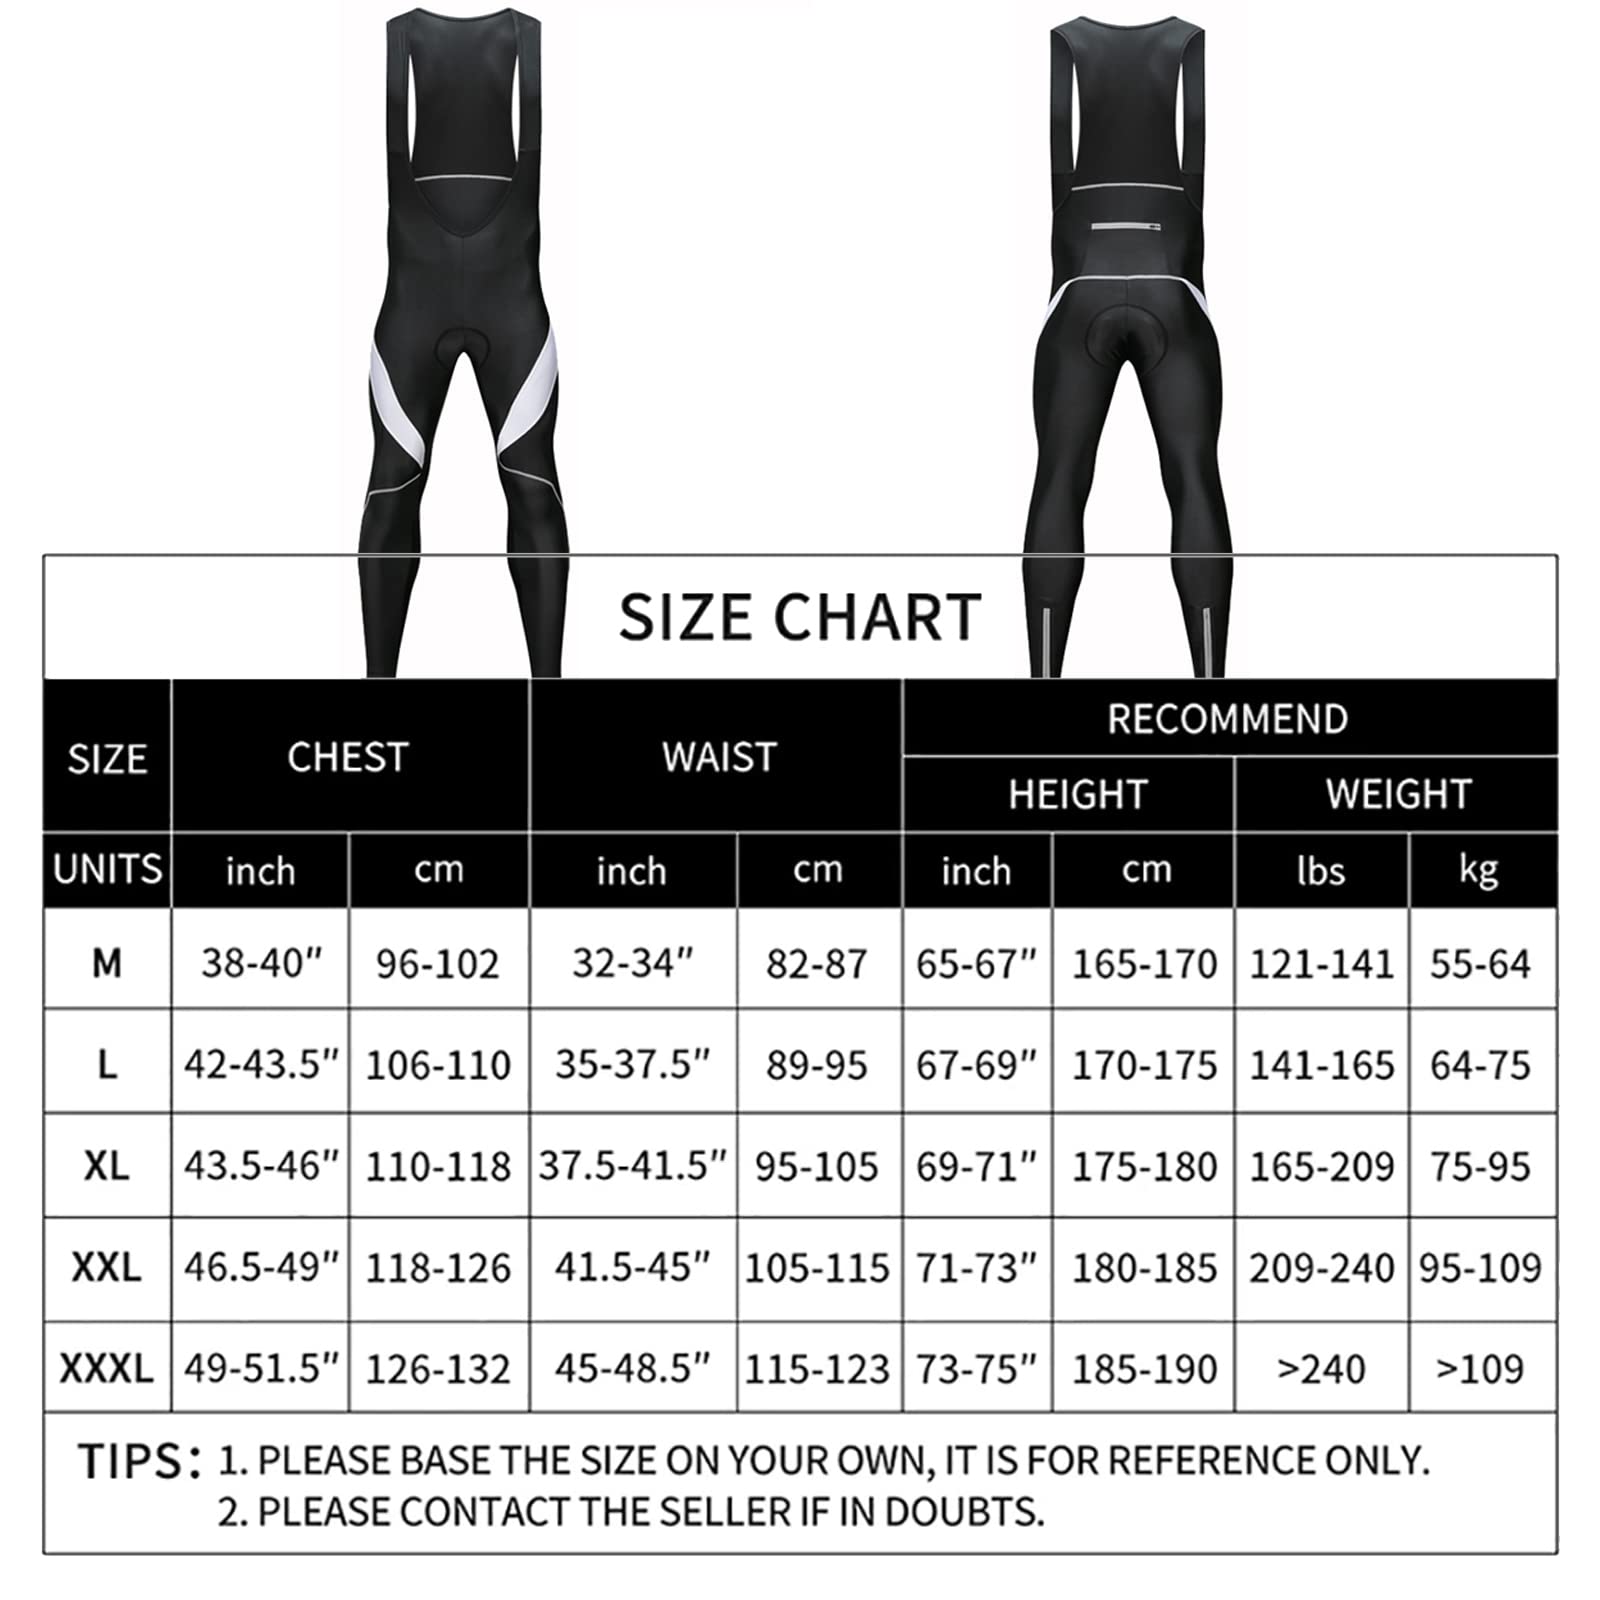 SIZE CHART
SIZE CHEST WAIST RECOMMEND
HEIGHT WEIGHT
UNITS inch cm inch cm inch cm lbs kg
M 38-40" 96-102 32-34" 82-87 65-67" 165-170 121-141 55-64
L 42-43.5" 106-110 35-37.5" 89-95 67-69" 170-175 141-165 64-75
XL 43.5-46" 110-118 37.5-41.5" 95-105 69-71" 175-180 165-209 75-95
XXL 46.5-49" 118-126 41.5-45" 105-115 71-73" 180-185 209-240 95-109
XXXL 49-51.5" 126-132 45-48.5" 115-123 73-75" 185-190 >240 >109
TIPS: 1. PLEASE BASE THE SIZE ON YOUR OWN, IT IS FOR REFERENCE ONLY.
2. PLEASE CONTACT THE SELLER IF IN DOUBTS.